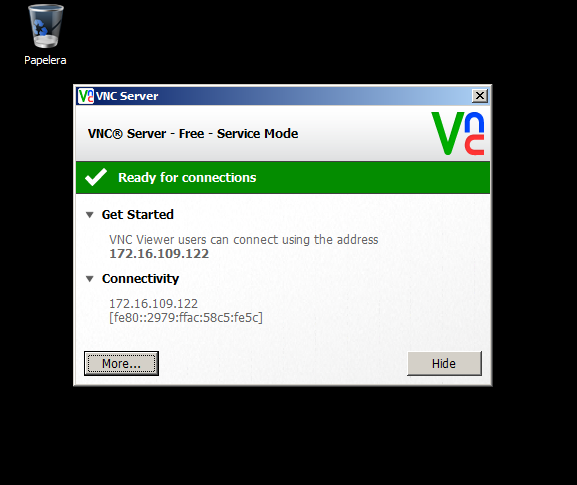 Papelera
VNC Server
VNC® Server - Free - Service Mode
Vnc
Ready for connections
Get Started
VNC Viewer users can connect using the address
172.16.109.122
Connectivity
172.16.109.122
[fe80::2979:ffac:58c5:fe5c]
More...
Hide